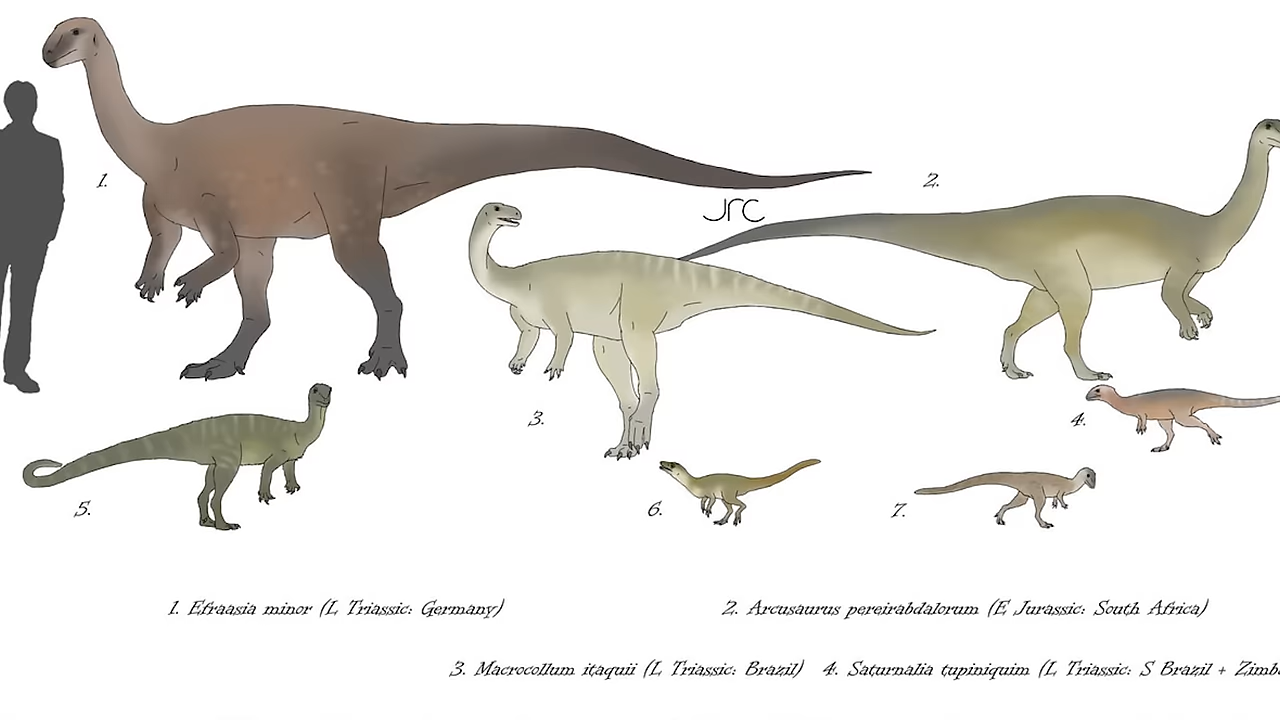 1.
2.
JrC
3.
4.
5.
6.
7.
1. Efraasia minor (L Triassic: Germany)
2. Arcusaurus pereirabdalorum (E Jurassic: South Africa)
3. Macrocollum itaquii (L Triassic: Brazil)
4. Saturnalia tupiniquim (L Triassic: S Brazil +